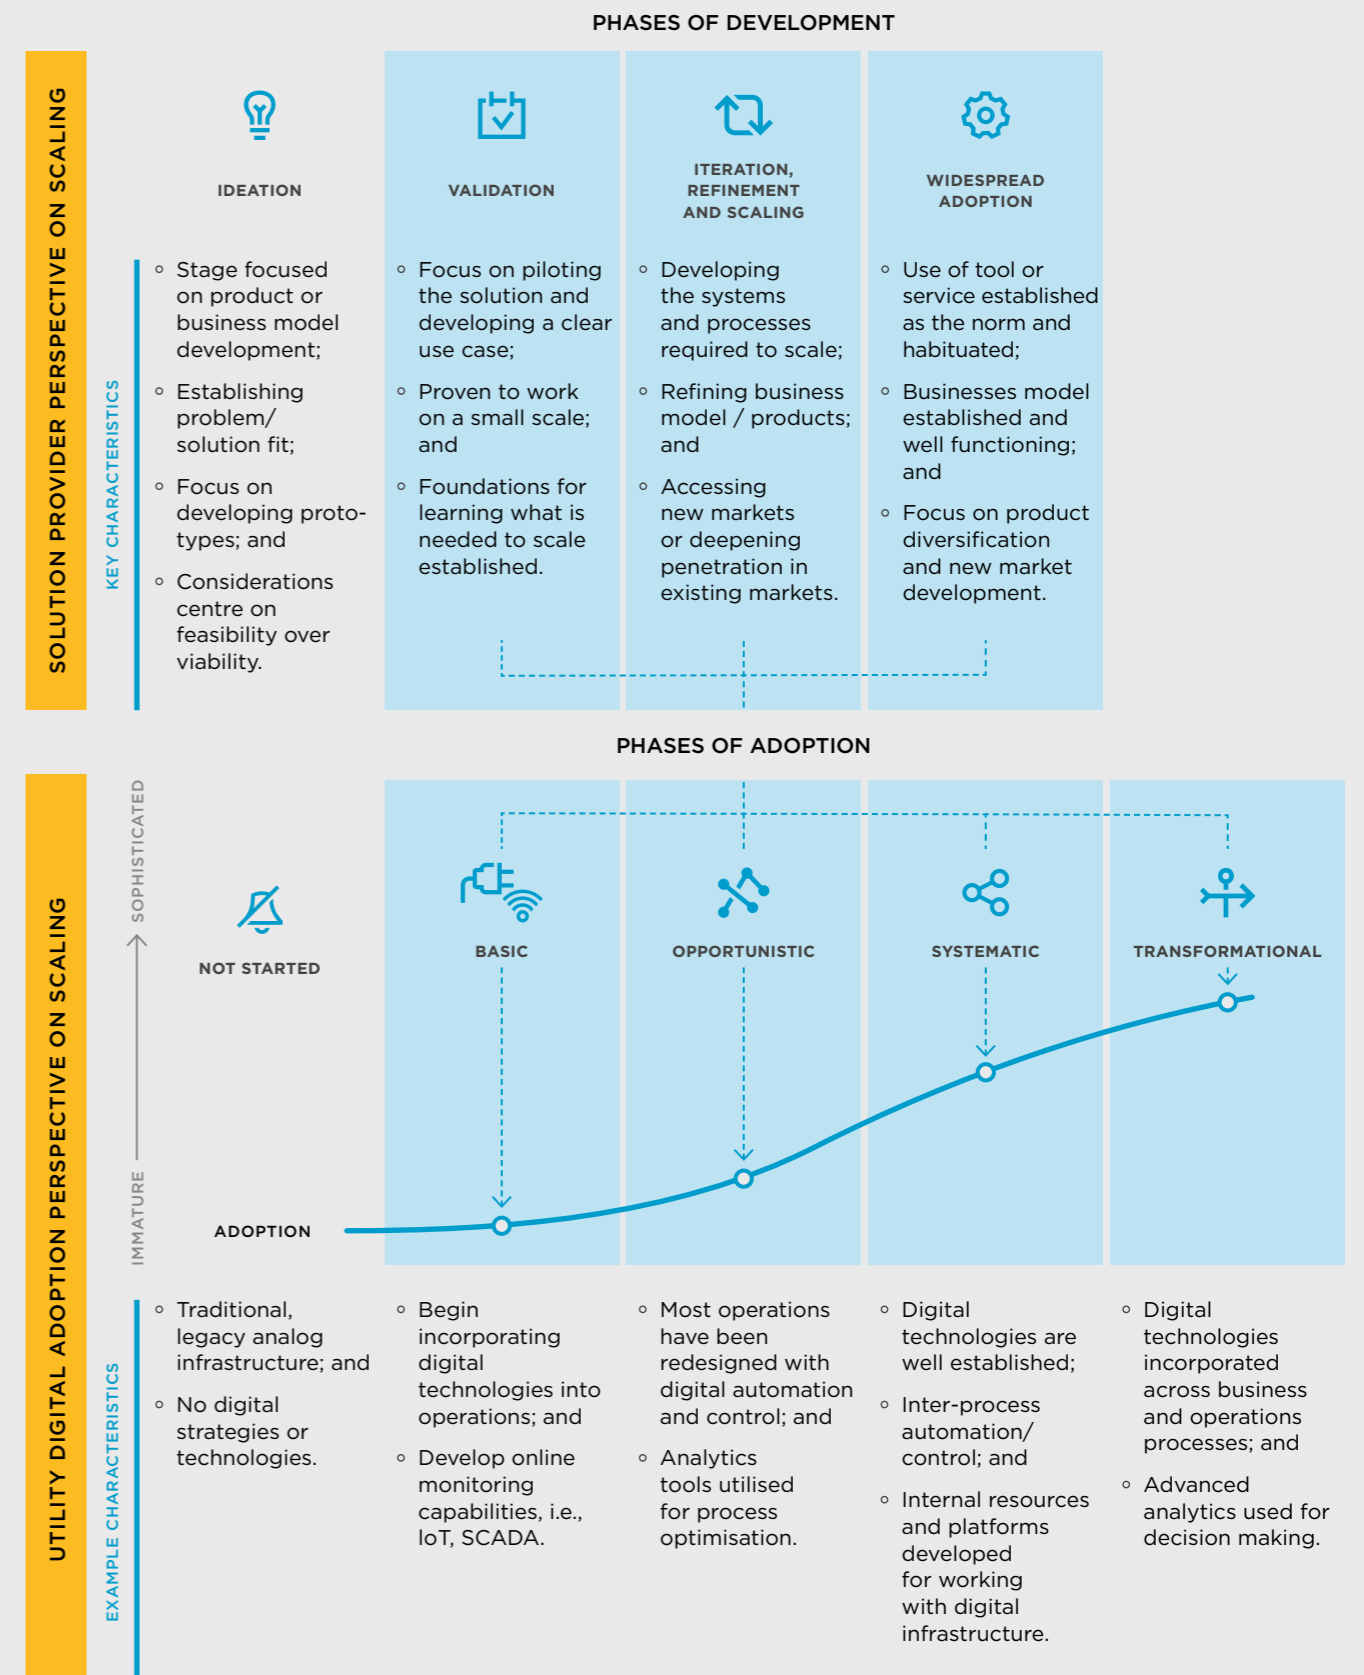 PHASES OF DEVELOPMENT
SOLUTION PROVIDER PERSPECTIVE ON SCALING
KEY CHARACTERISTICS
IDEATION
Stage focused
on product or
business model
development;
Establishing
problem/
solution fit;
Focus on
developing proto-
types; and
Considerations
centre on
feasibility over
viability.
VALIDATION
Focus on piloting
the solution and
developing a clear
use case;
Proven to work
on a small scale;
and
Foundations for
learning what is
needed to scale
established.
ITERATION,
REFINEMENT
AND SCALING
Developing
the systems
and processes
required to scale;
Refining business
model / products;
and
Accessing
new markets
or deepening
penetration in
existing markets.
WIDESPREAD
ADOPTION
Use of tool or
service established
as the norm and
habituated;
Businesses model
established and
well functioning;
and
Focus on product
diversification
and new market
development.
PHASES OF ADOPTION
UTILITY DIGITAL ADOPTION PERSPECTIVE ON SCALING
SOPHISTICATED
IMMATURE
NOT STARTED
BASIC
OPPORTUNISTIC
SYSTEMATIC
TRANSFORMATIONAL
ADOPTION
EXAMPLE CHARACTERISTICS
Traditional,
legacy analog
infrastructure; and
No digital
strategies or
technologies.
Begin
incorporating
digital
technologies into
operations; and
Develop online
monitoring
capabilities, i.e.,
IoT, SCADA.
Most operations
have been
redesigned with
digital automation
and control; and
Analytics
tools utilised
for process
optimisation.
Digital
technologies are
well established;
Inter-process
automation/
control; and
Internal resources
and platforms
developed
for working
with digital
infrastructure.
Digital
technologies
incorporated
across business
and operations
processes; and
Advanced
analytics used for
decision making.